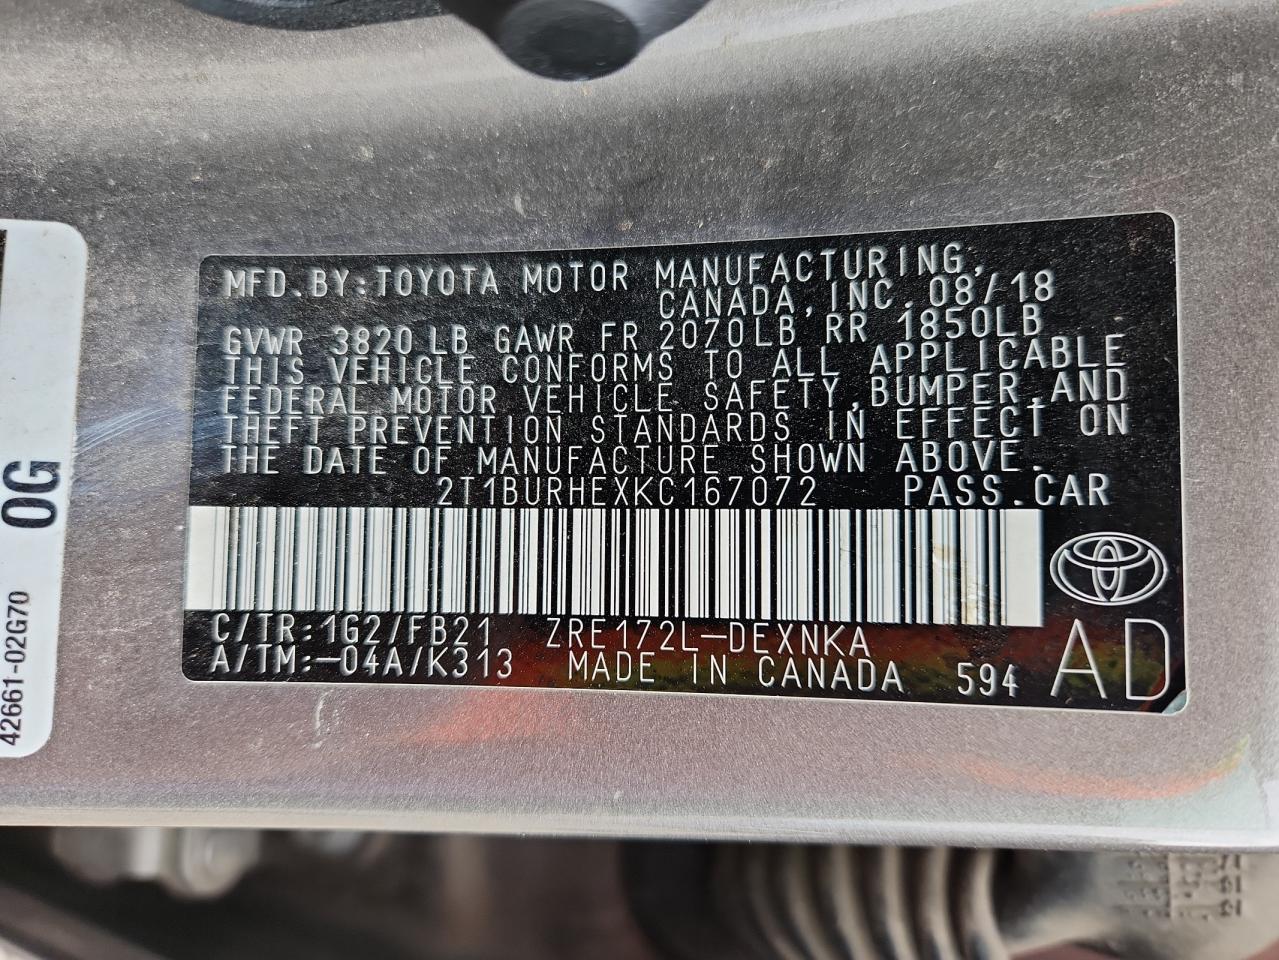 MFD.BY:TOYOTA MOTOR MANUFACTURING,
CANADA,INC.08/18
GVWR 3820LB GAWR FR 2070LB RR 1850LB
THIS VEHICLE CONFORMS TO ALL APPLICABLE
FEDERAL MOTOR VEHICLE SAFETY,BUMPER,AND
THEFT PREVENTION STANDARDS IN EFFECT ON
THE DATE OF MANUFACTURE SHOWN ABOVE.
2T1BURHEXKC167072 PASS.CAR
C/TR:1G2/FB21 ZRE172L-DEXNKA
A/TM:-04A/K313 MADE IN CANADA 594 AD
0G
42661-02G70